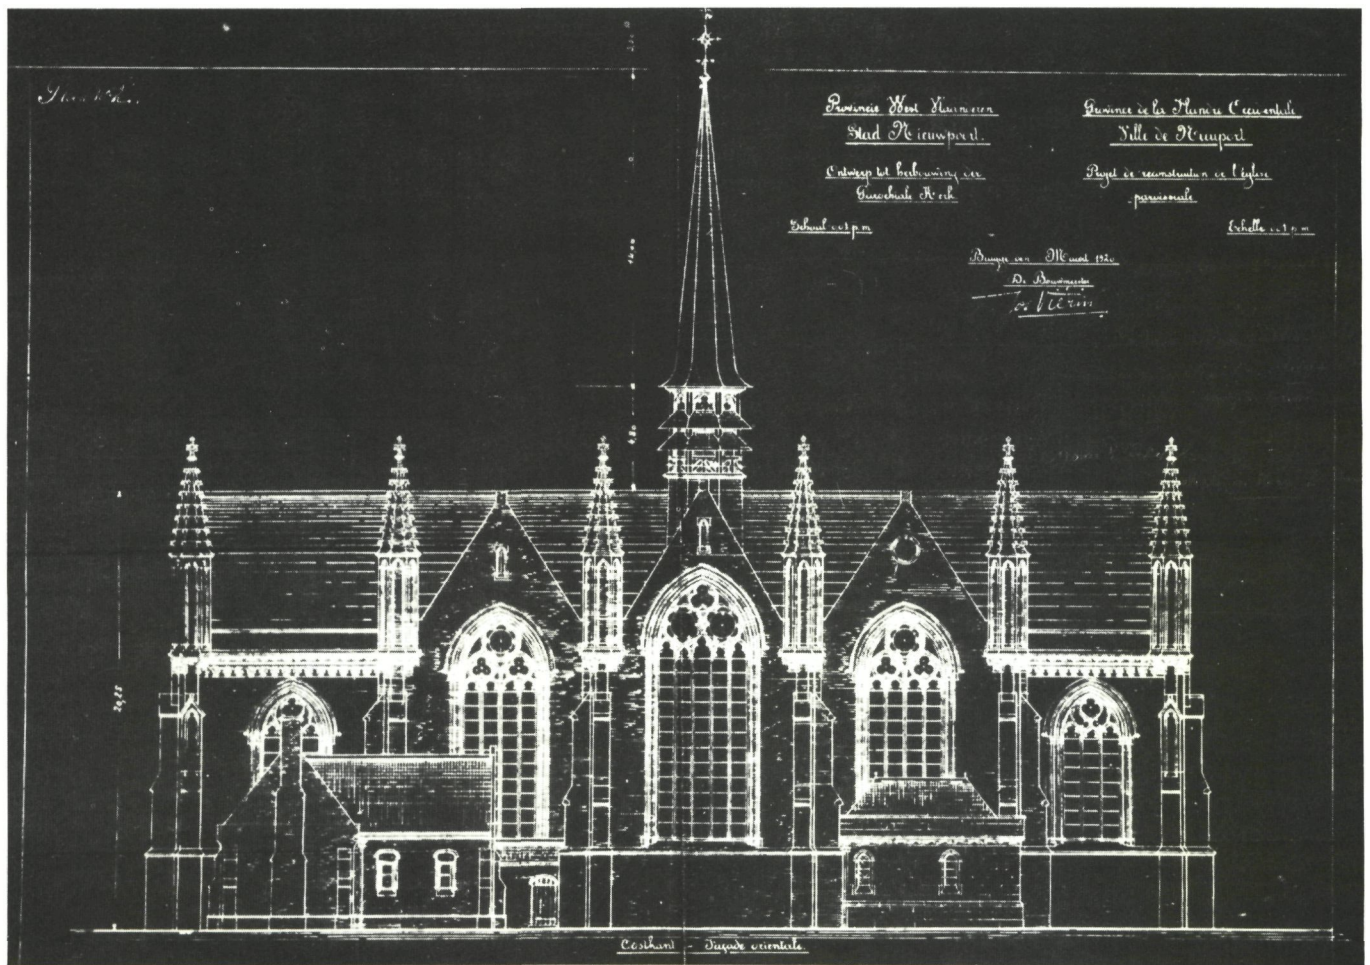 Provincie West Vlaanderen
Stad Nieuwpoort.
Ontwerp tot herbouwing der
Parochiale Kerk
Schaal 0.01 p.m
Province de la Flandre Occidentale
Ville de Nieuport
Projet de reconstruction de l'église
paroissiale
Echelle 0.01 p.m
Brugge den Maart 1920
De Bouwmeester
Jos. Viérin
Oosthant - Façade orientale.